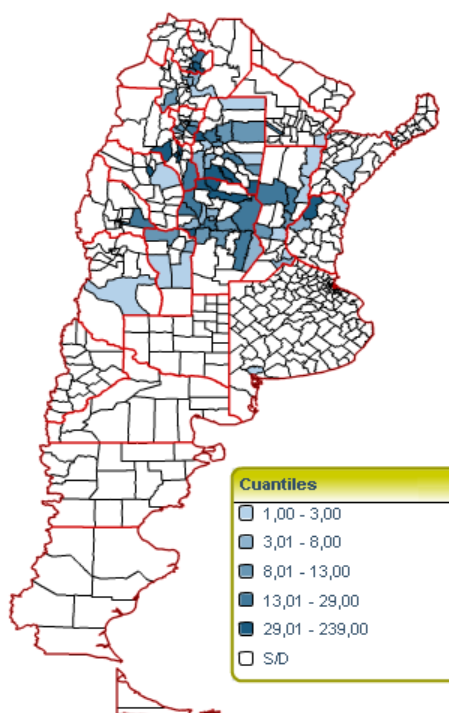 Cuantiles
1,00 - 3,00
3,01 - 8,00
8,01 - 13,00
13,01 - 29,00
29,01 - 239,00
S/D